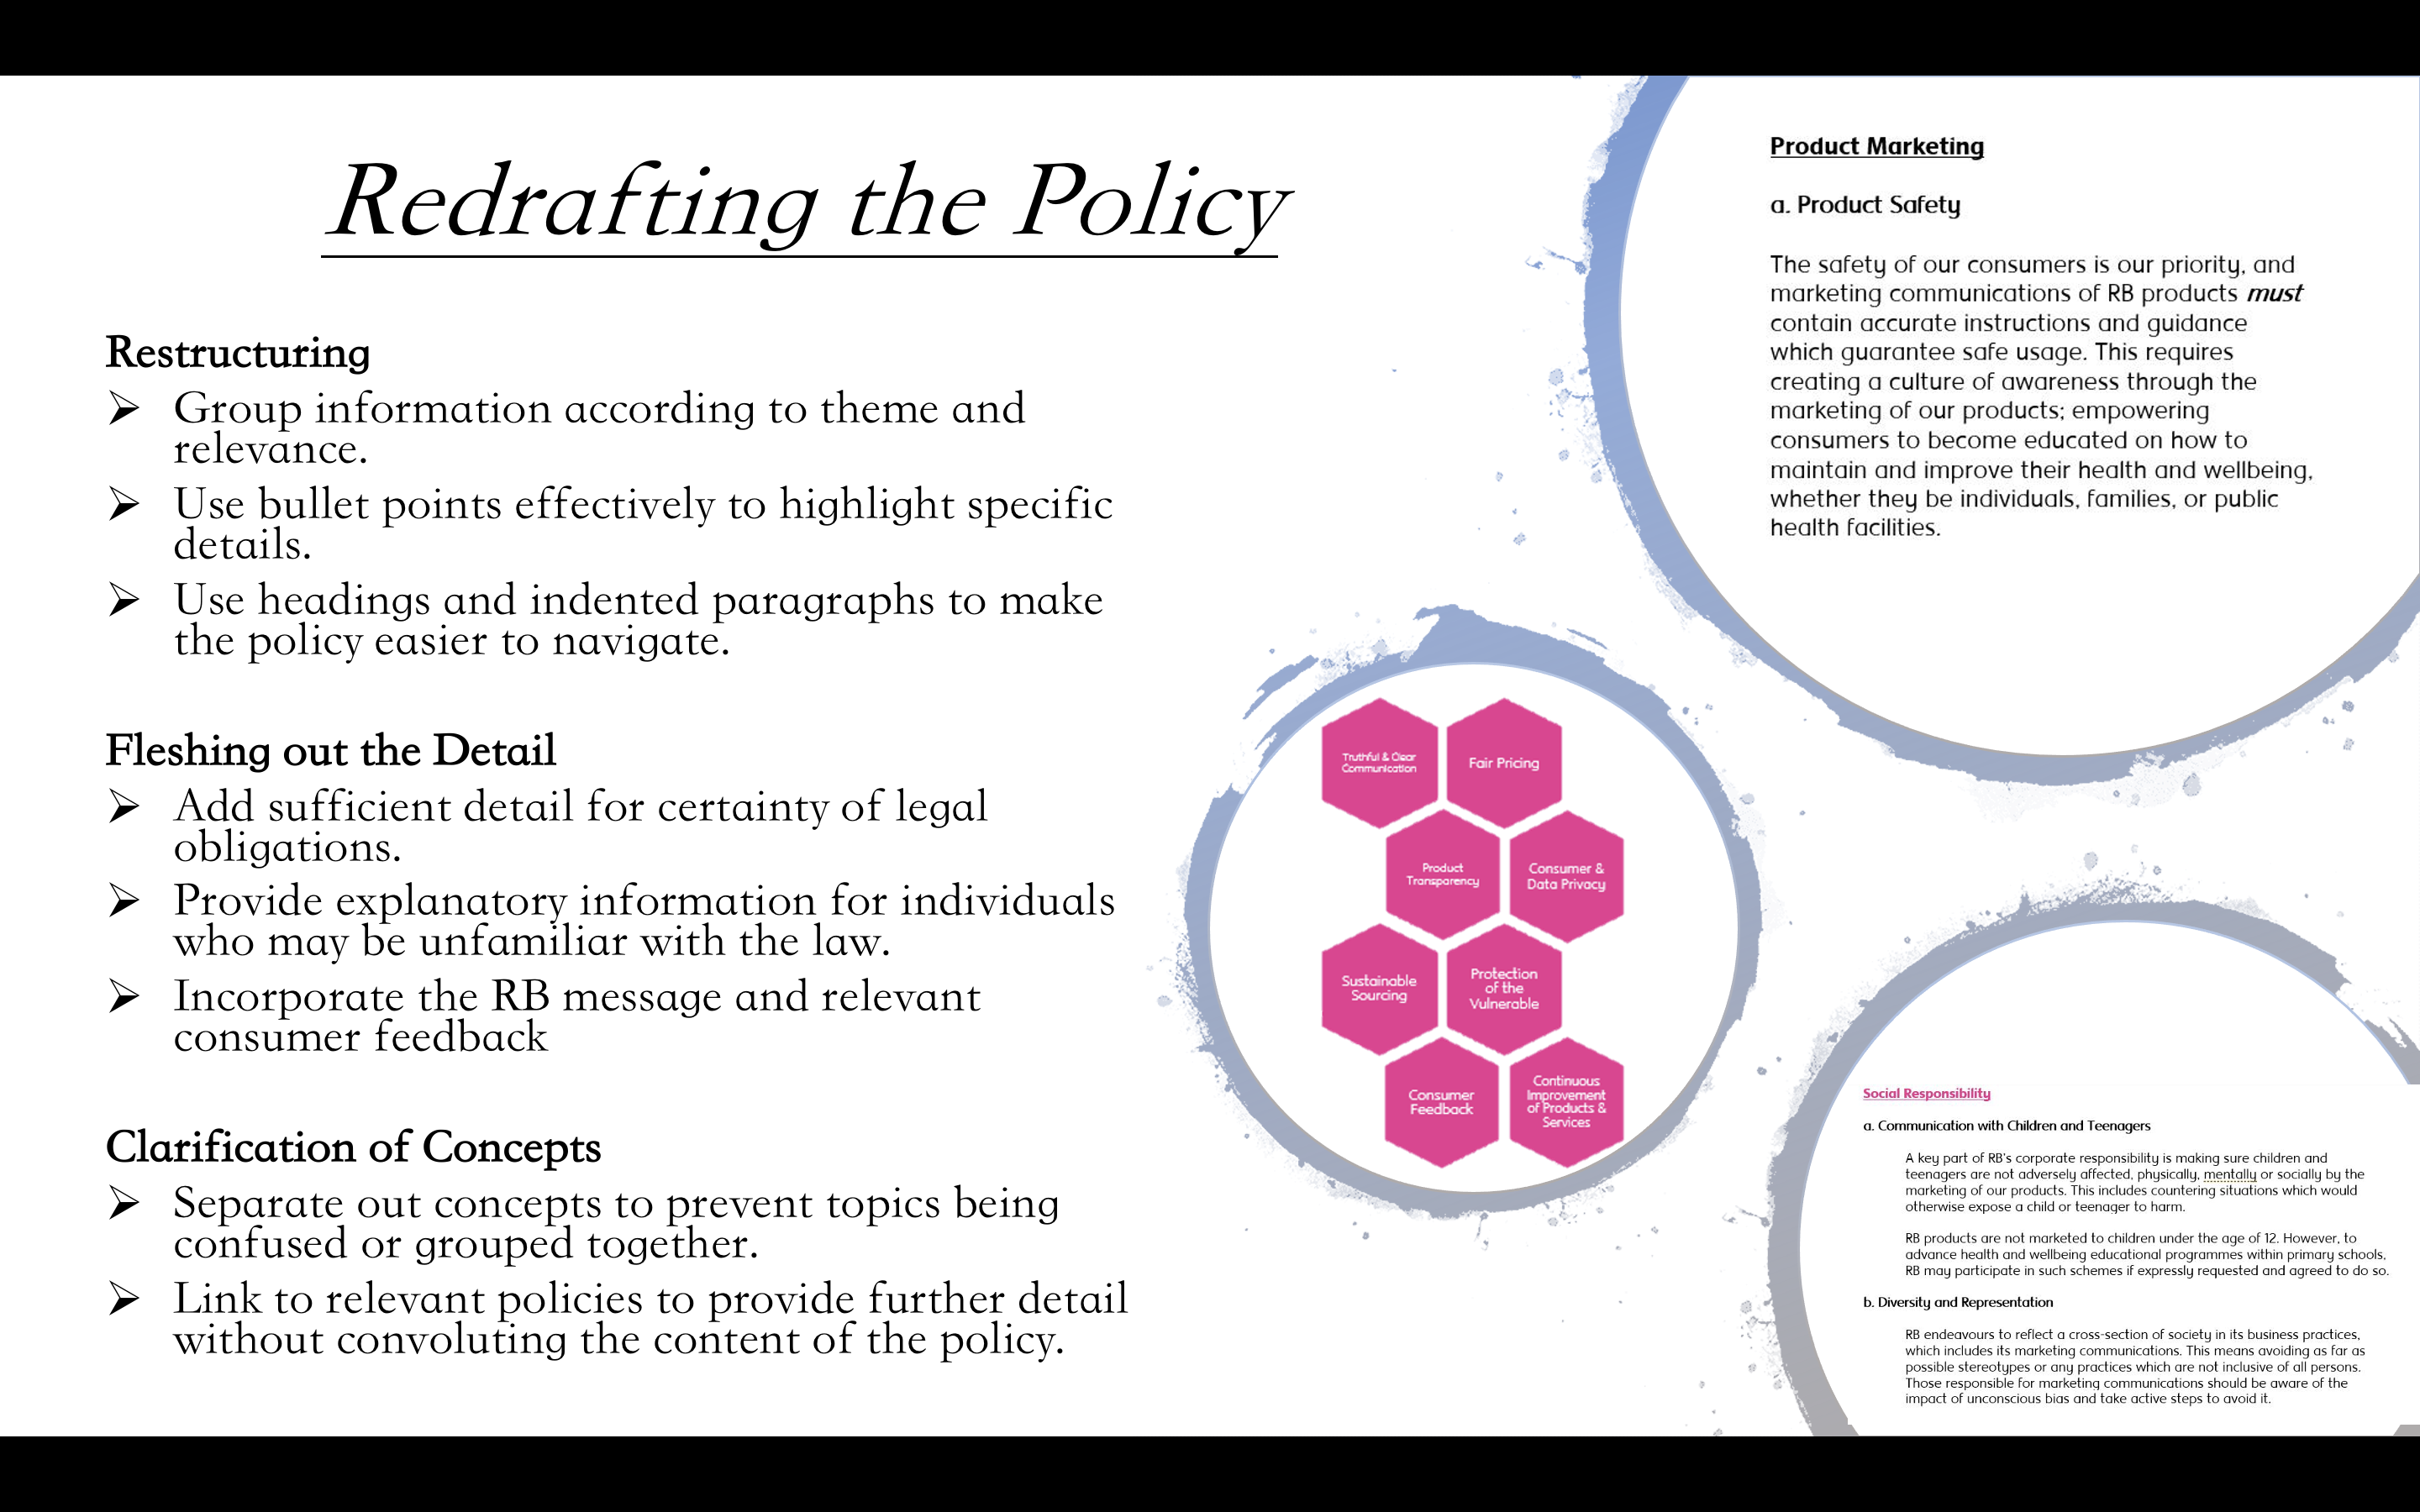 Redrafting the Policy
Restructuring
➢ Group information according to theme and
relevance.
➢ Use bullet points effectively to highlight specific
details.
➢ Use headings and indented paragraphs to make
the policy easier to navigate.
Fleshing out the Detail
➢ Add sufficient detail for certainty of legal
obligations.
➢ Provide explanatory information for individuals
who may be unfamiliar with the law.
➢ Incorporate the RB message and relevant
consumer feedback
Clarification of Concepts
➢ Separate out concepts to prevent topics being
confused or grouped together.
➢ Link to relevant policies to provide further detail
without convoluting the content of the policy.
Product Marketing
a. Product Safety
The safety of our consumers is our priority, and
marketing communications of RB products must
contain accurate instructions and guidance
which guarantee safe usage. This requires
creating a culture of awareness through the
marketing of our products; empowering
consumers to become educated on how to
maintain and improve their health and wellbeing,
whether they be individuals, families, or public
health facilities.
Truthful & Clear
Communication
Fair Pricing
Product
Transparency
Consumer &
Data Privacy
Sustainable
Sourcing
Protection
of the
Vulnerable
Consumer
Feedback
Continuous
Improvement
of Products &
Services
Social Responsibility
a. Communication with Children and Teenagers
A key part of RB's corporate responsibility is making sure children and
teenagers are not adversely affected, physically, mentally or socially by the
marketing of our products. This includes countering situations which would
otherwise expose a child or teenager to harm.
RB products are not marketed to children under the age of 12. However, to
advance health and wellbeing educational programmes within primary schools,
RB may participate in such schemes if expressly requested and agreed to do so.
b. Diversity and Representation
RB endeavours to reflect a cross-section of society in its business practices,
which includes its marketing communications. This means avoiding as far as
possible stereotypes or any practices which are not inclusive of all persons.
Those responsible for marketing communications should be aware of the
impact of unconscious bias and take active steps to avoid it.